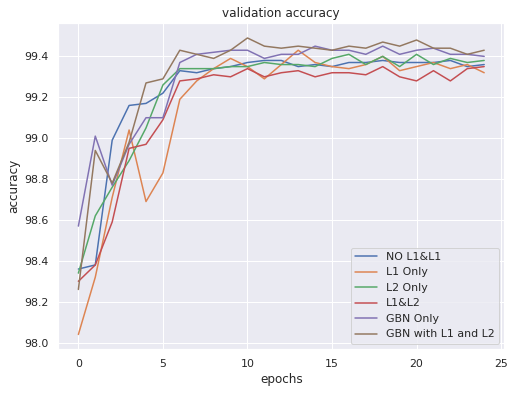 validation accuracy
99.4
99.2
99.0
98.8
98.6
98.4
98.2
98.0
accuracy
0
5
10
15
20
25
epochs
NO L1&L1
L1 Only
L2 Only
L1&L2
GBN Only
GBN with L1 and L2